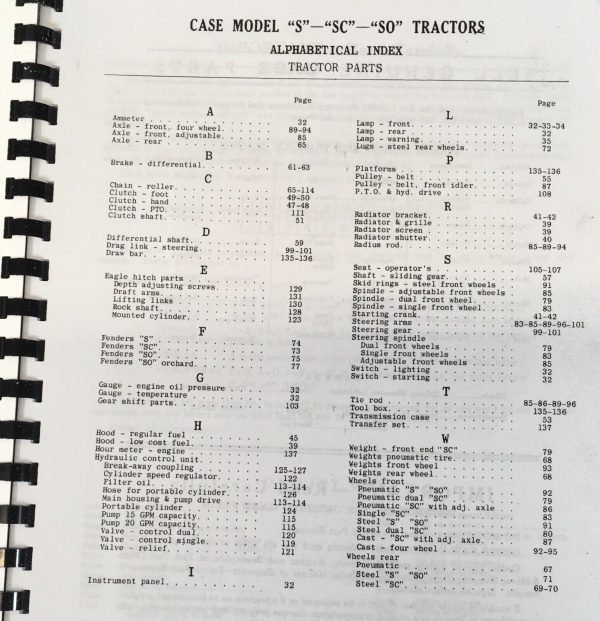 CASE MODEL “S”—“SC”—“SO” TRACTORS
ALPHABETICAL INDEX
TRACTOR PARTS
Page
A
Ammeter . . . . . . . . . . . . . . . 32
Axle - front, four wheel. . . . . . . 89-94
Axle - front, adjustable. . . . . . . 85
Axle - rear . . . . . . . . . . . . . 65
B
Brake - differential. . . . . . . . . 61-63
C
Chain - roller. . . . . . . . . . . . 65-114
Clutch - foot . . . . . . . . . . . . 49-50
Clutch - hand . . . . . . . . . . . . 47-48
Clutch - PTO. . . . . . . . . . . . . 111
Clutch shaft. . . . . . . . . . . . . 51
D
Differential shaft. . . . . . . . . . 59
Drag link - steering. . . . . . . . . 99-101
Draw bar. . . . . . . . . . . . . . . 135-136
E
Eagle hitch parts
Depth adjusting screws. . . . . . . . 129
Draft arms. . . . . . . . . . . . . . 131
Lifting links . . . . . . . . . . . . 130
Rock shaft. . . . . . . . . . . . . . 128
Mounted cylinder. . . . . . . . . . . 123
F
Fenders "S" . . . . . . . . . . . . . 74
Fenders "SC". . . . . . . . . . . . . 73
Fenders "SO". . . . . . . . . . . . . 75
Fenders "SO" orchard. . . . . . . . . 77
G
Gauge - engine oil pressure . . . . . 32
Gauge - temperature . . . . . . . . . 32
Gear shift parts. . . . . . . . . . . 103
H
Hood - regular fuel . . . . . . . . . 45
Hood - low cost fuel. . . . . . . . . 39
Hour meter - engine . . . . . . . . . 137
Hydraulic control unit. . . . . . . .
Break-away coupling . . . . . . . . . 125-127
Cylinder speed regulator. . . . . . . 122
Filter oil. . . . . . . . . . . . . . 113-114
Hose for portable cylinder. . . . . . 126
Main housing & pump drive . . . . . . 113-114
Portable cylinder . . . . . . . . . . 124
Pump 15 GPM capacity. . . . . . . . . 115
Pump 20 GPM capacity. . . . . . . . . 115
Valve - control dual. . . . . . . . . 120
Valve - control single. . . . . . . . 119
Valve - relief. . . . . . . . . . . . 121
I
Instrument panel. . . . . . . . . . . 32
Page
L
Lamp - front. . . . . . . . . . . . . 32-33-34
Lamp - rear . . . . . . . . . . . . . 32
Lamp - warning. . . . . . . . . . . . 35
Lugs - steel rear wheels. . . . . . . 72
P
Platforms . . . . . . . . . . . . . . 135-136
Pulley - belt . . . . . . . . . . . . 55
Pulley - belt, front idler. . . . . . 87
P.T.O. & hyd. drive . . . . . . . . . 108
R
Radiator bracket. . . . . . . . . . . 41-42
Radiator & grille . . . . . . . . . . 39
Radiator screen . . . . . . . . . . . 39
Radiator shutter. . . . . . . . . . . 40
Radius rod. . . . . . . . . . . . . . 85-89-94
S
Seat - operator's . . . . . . . . . . 105-107
Shaft - sliding gear. . . . . . . . . 57
Skid rings - steel front wheels . . . 91
Spindle - adjustable front wheels . . 85
Spindle - dual front wheel. . . . . . 79
Spindle - single front wheel. . . . . 83
Starting crank. . . . . . . . . . . . 41-42
Steering arms . . . . . . . . . . . . 83-85-89-96-101
Steering gear . . . . . . . . . . . . 99-101
Steering spindle
Dual front wheels . . . . . . . . . . 79
Single front wheels . . . . . . . . . 83
Adjustable front wheels . . . . . . . 85
Switch - lighting . . . . . . . . . . 32
Switch - starting . . . . . . . . . . 32
T
Tie rod . . . . . . . . . . . . . . . 85-86-89-96
Tool box. . . . . . . . . . . . . . . 135-136
Transmission case . . . . . . . . . . 53
Transfer set. . . . . . . . . . . . . 137
W
Weight - front end "SC" . . . . . . . 79
Weights pneumatic tire. . . . . . . . 68
Weights front wheel . . . . . . . . . 93
Weights rear wheel. . . . . . . . . . 68
Wheels front
Pneumatic "S" "SO". . . . . . . . . . 92
Pneumatic dual "SC" . . . . . . . . . 79
Pneumatic "SC" with adj. axle . . . . 86
Single "SC" . . . . . . . . . . . . . 83
Steel "S" "SO". . . . . . . . . . . . 91
Steel dual "SC" . . . . . . . . . . . 80
Cast - "SC" with adj. axle. . . . . . 87
Cast - four wheel . . . . . . . . . . 92-95
Wheels rear
Pneumatic . . . . . . . . . . . . . . 67
Steel "S" "SO". . . . . . . . . . . . 71
Steel "SC". . . . . . . . . . . . . . 69-70